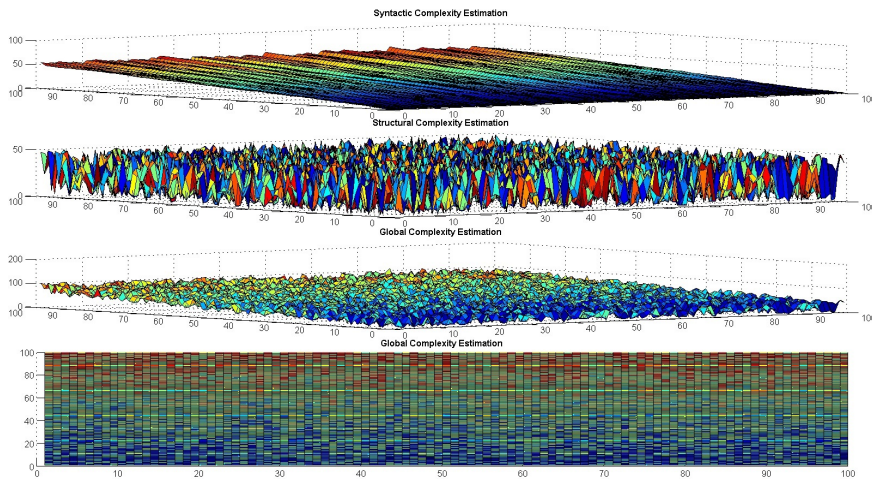 Syntactic Complexity Estimation
100
50
0
100 90 80 70 60 50 40 30 20 10 0 0 10 20 30 40 50 60 70 80 90 100
Structural Complexity Estimation
50
0
100 90 80 70 60 50 40 30 20 10 0 0 10 20 30 40 50 60 70 80 90 100
Global Complexity Estimation
200
100
0
100 90 80 70 60 50 40 30 20 10 0 0 10 20 30 40 50 60 70 80 90 100
Global Complexity Estimation
100
80
60
40
20
0
0 10 20 30 40 50 60 70 80 90 100